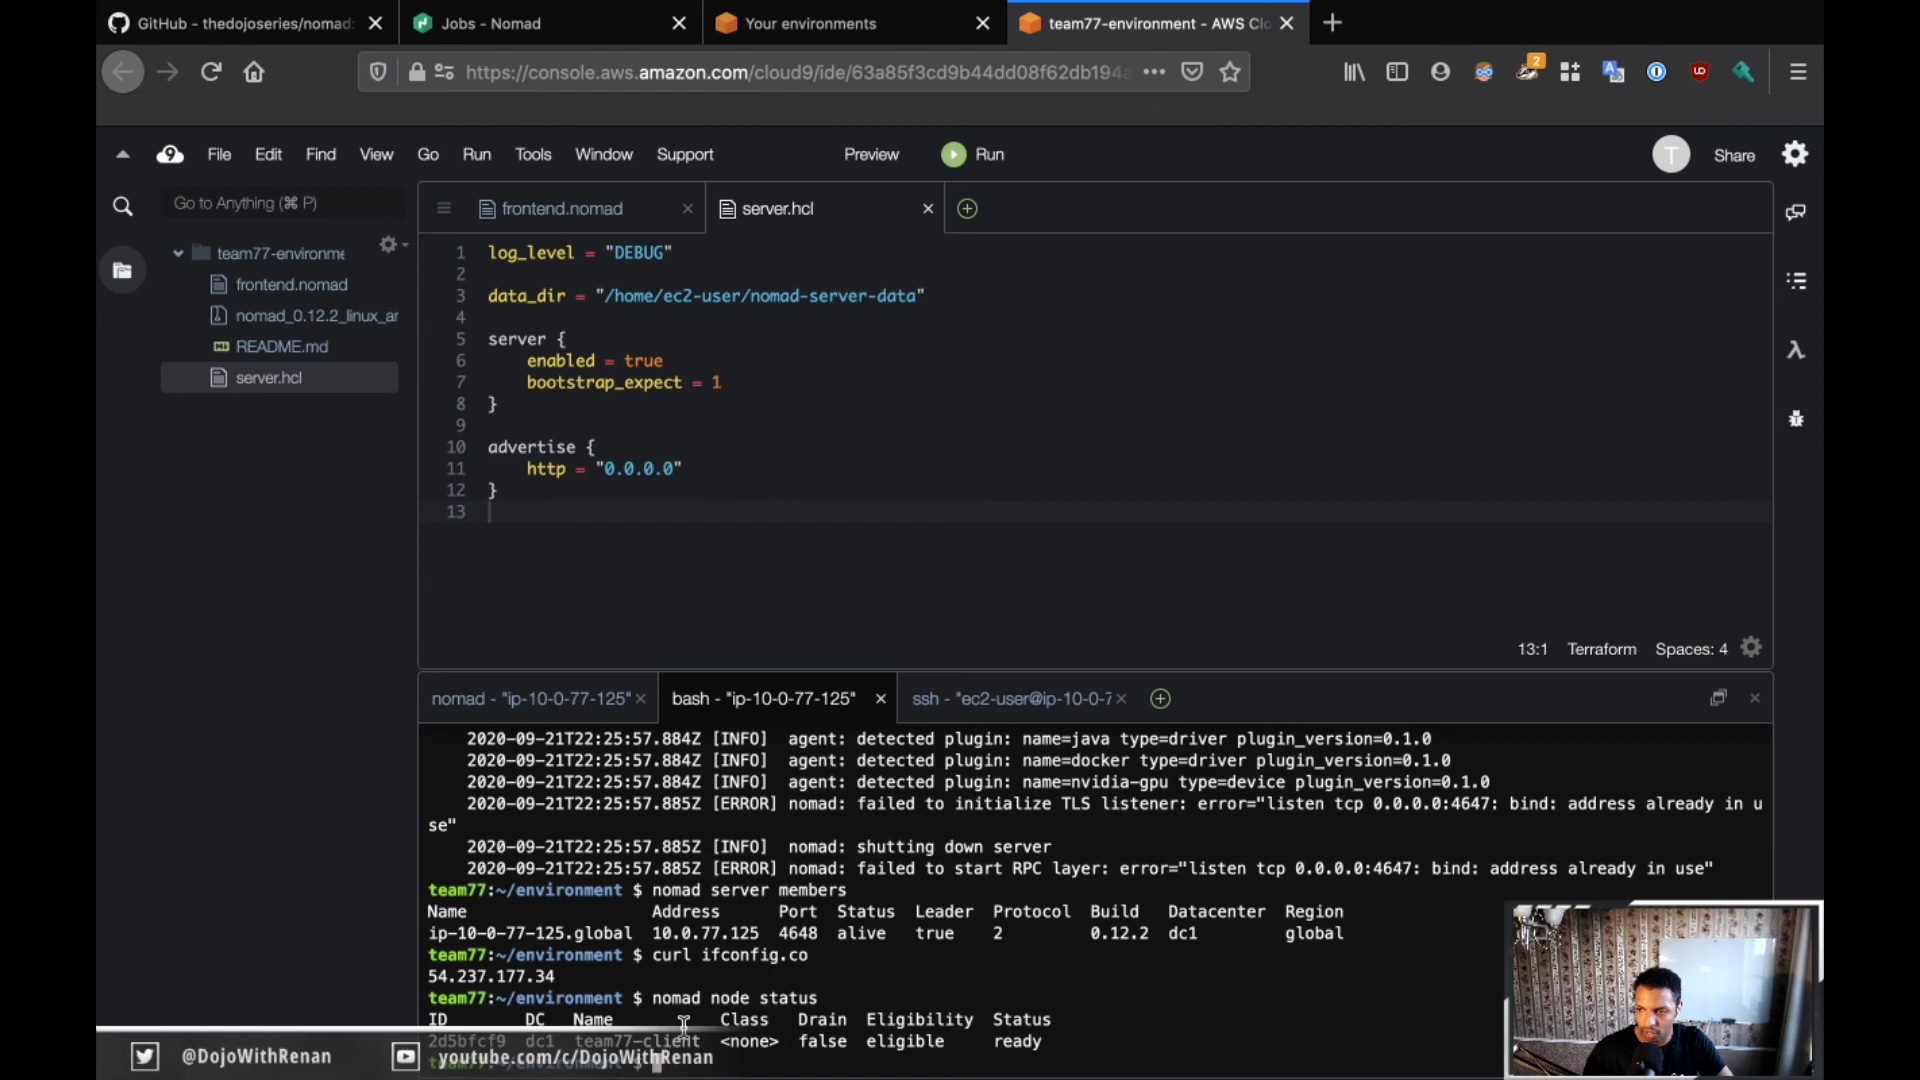 GitHub - thedojoseries/nomad:
Jobs - Nomad
Your environments
team77-environment - AWS Clo
https://console.aws.amazon.com/cloud9/ide/63a85f3cd9b44dd08f62db194a
2
9 File Edit Find View Go Run Tools Window Support Preview Run
T Share
Go to Anything (⌘ P)
frontend.nomad
server.hcl
team77-environme
frontend.nomad
nomad_0.12.2_linux_ar
README.md
server.hcl
1 log_level = "DEBUG"
2
3 data_dir = "/home/ec2-user/nomad-server-data"
4
5 server {
6 enabled = true
7 bootstrap_expect = 1
8 }
9
10 advertise {
11 http = "0.0.0.0"
12 }
13
13:1 Terraform Spaces: 4
nomad - "ip-10-0-77-125"
bash - "ip-10-0-77-125"
ssh - "ec2-user@ip-10-0-7
2020-09-21T22:25:57.884Z [INFO] agent: detected plugin: name=java type=driver plugin_version=0.1.0
2020-09-21T22:25:57.884Z [INFO] agent: detected plugin: name=docker type=driver plugin_version=0.1.0
2020-09-21T22:25:57.884Z [INFO] agent: detected plugin: name=nvidia-gpu type=device plugin_version=0.1.0
2020-09-21T22:25:57.885Z [ERROR] nomad: failed to initialize TLS listener: error="listen tcp 0.0.0.0:4647: bind: address already in u
se"
2020-09-21T22:25:57.885Z [INFO] nomad: shutting down server
2020-09-21T22:25:57.885Z [ERROR] nomad: failed to start RPC layer: error="listen tcp 0.0.0.0:4647: bind: address already in use"
team77:~/environment $ nomad server members
Name Address Port Status Leader Protocol Build Datacenter Region
ip-10-0-77-125.global 10.0.77.125 4648 alive true 2 0.12.2 dc1 global
team77:~/environment $ curl ifconfig.co
54.237.177.34
team77:~/environment $ nomad node status
ID DC Name Class Drain Eligibility Status
2d5bfcf9 dc1 team77-client <none> false eligible ready
team77:~/environment $
@DojoWithRenan
youtube.com/c/DojoWithRenan